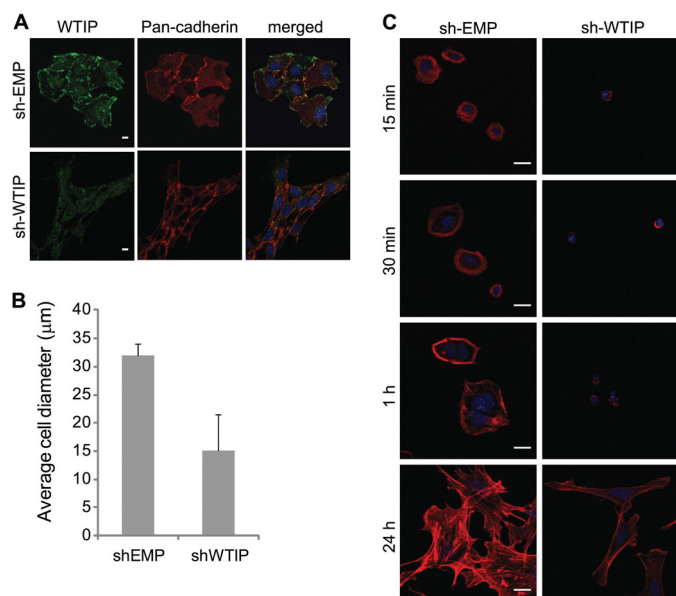 A
WTIP Pan-cadherin merged
sh-EMP
sh-WTIP
B
Average cell diameter (µm)
40
35
30
25
20
15
10
5
0
shEMP shWTIP
C
sh-EMP sh-WTIP
15 min
30 min
1 h
24 h